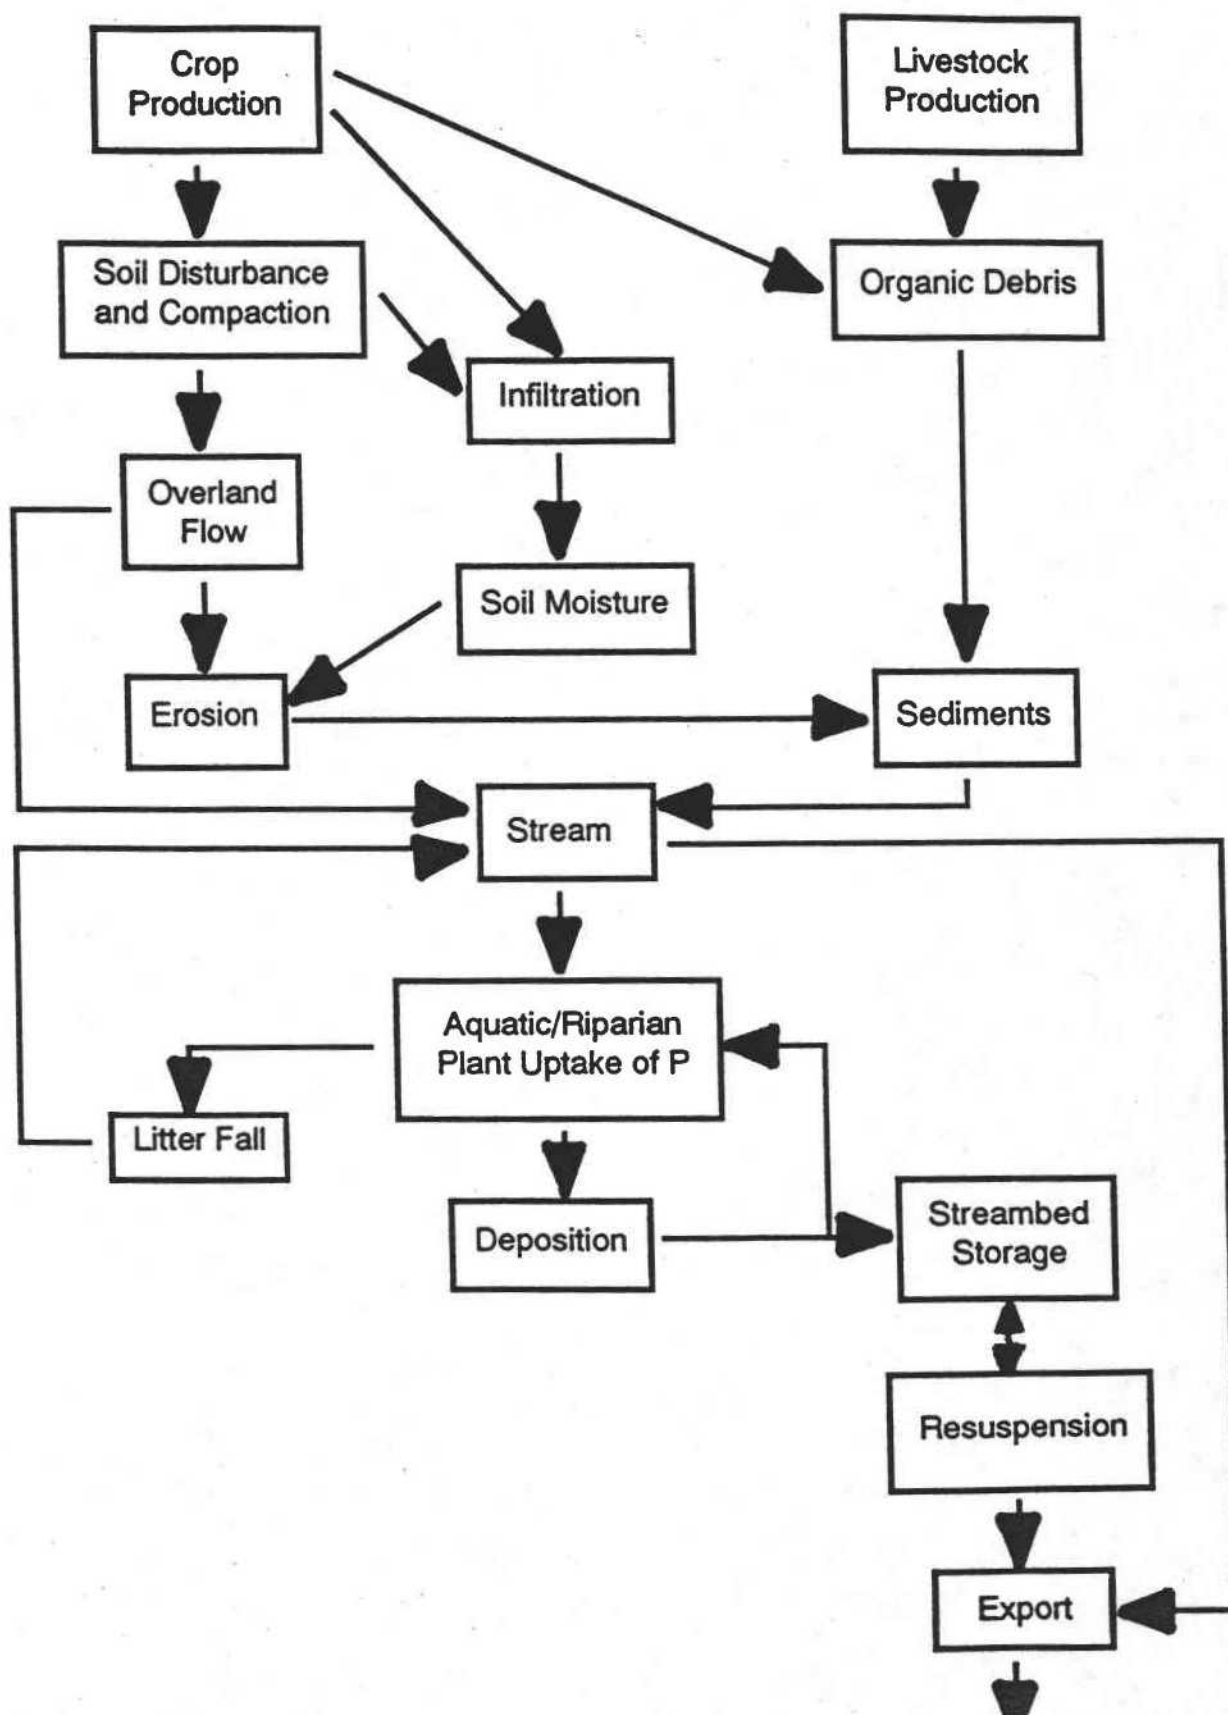 Crop
Production
Livestock
Production
Soil Disturbance
and Compaction
Organic Debris
Infiltration
Overland
Flow
Soil Moisture
Erosion
Sediments
Stream
Aquatic/Riparian
Plant Uptake of P
Litter Fall
Deposition
Streambed
Storage
Resuspension
Export